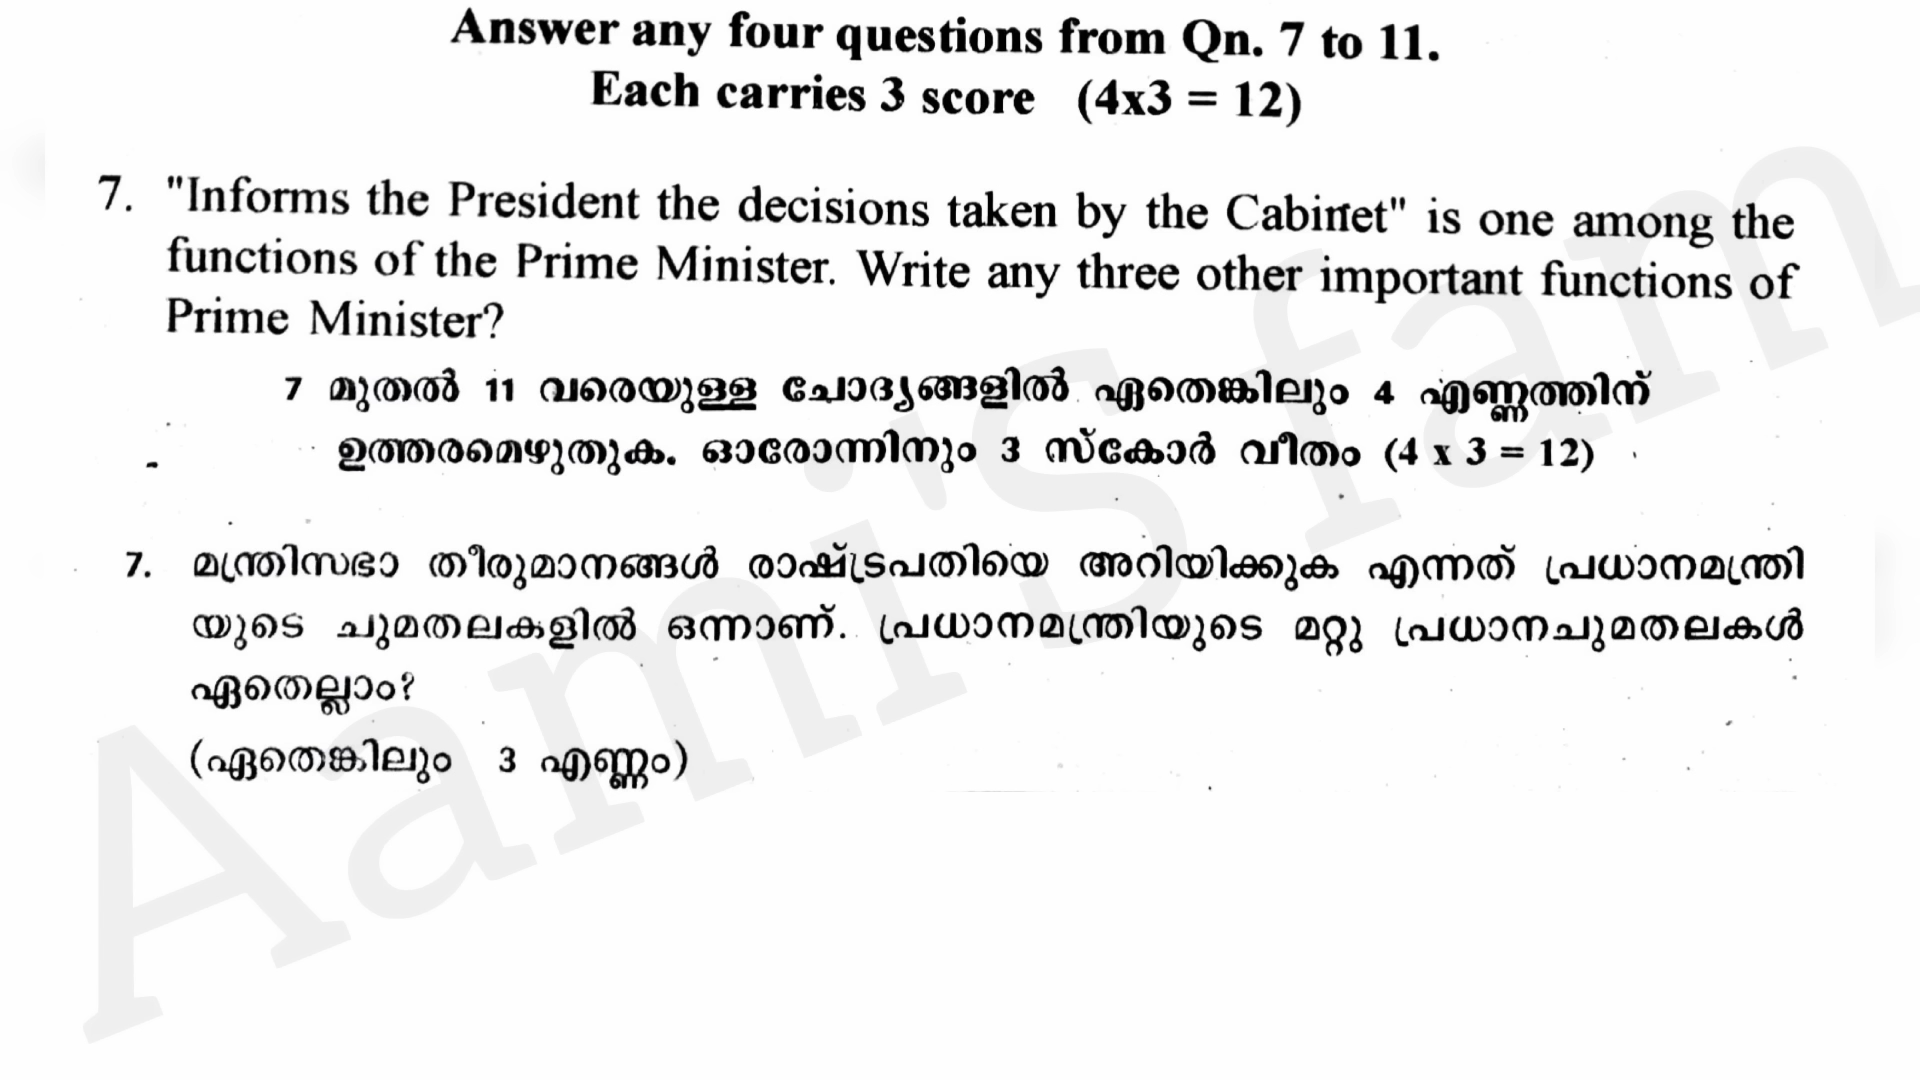 Answer any four questions from Qn. 7 to 11.
Each carries 3 score (4x3 = 12)
7. "Informs the President the decisions taken by the Cabinet" is one among the
functions of the Prime Minister. Write any three other important functions of
Prime Minister?
7 മുതൽ 11 വരെയുള്ള ചോദ്യങ്ങളിൽ ഏതെങ്കിലും 4 എണ്ണത്തിന്
ഉത്തരമെഴുതുക. ഓരോന്നിനും 3 സ്കോർ വീതം (4 x 3 = 12)
7. മന്ത്രിസഭാ തീരുമാനങ്ങൾ രാഷ്ട്രപതിയെ അറിയിക്കുക എന്നത് പ്രധാനമന്ത്രി
യുടെ ചുമതലകളിൽ ഒന്നാണ്. പ്രധാനമന്ത്രിയുടെ മറ്റു പ്രധാനചുമതലകൾ
ഏതെല്ലാം?
(ഏതെങ്കിലും 3 എണ്ണം)
Aami'S fam